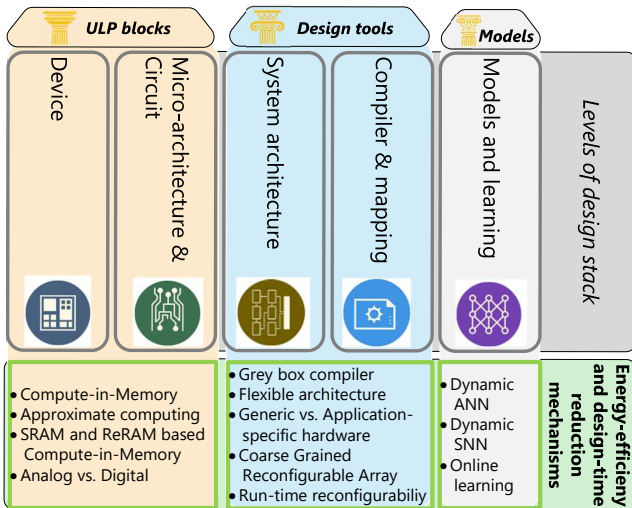 ULP blocks
Design tools
Models
Device
Micro-architecture &
Circuit
System architecture
Compiler & mapping
Models and learning
Levels of design stack
• Compute-in-Memory
• Approximate computing
• SRAM and ReRAM based
Compute-in-Memory
• Analog vs. Digital
• Grey box compiler
• Flexible architecture
• Generic vs. Application-
specific hardware
• Coarse Grained
Reconfigurable Array
• Run-time reconfigurabiliy
• Dynamic
ANN
• Dynamic
SNN
• Online
learning
Energy-efficieny
and design-time
reduction
mechanisms